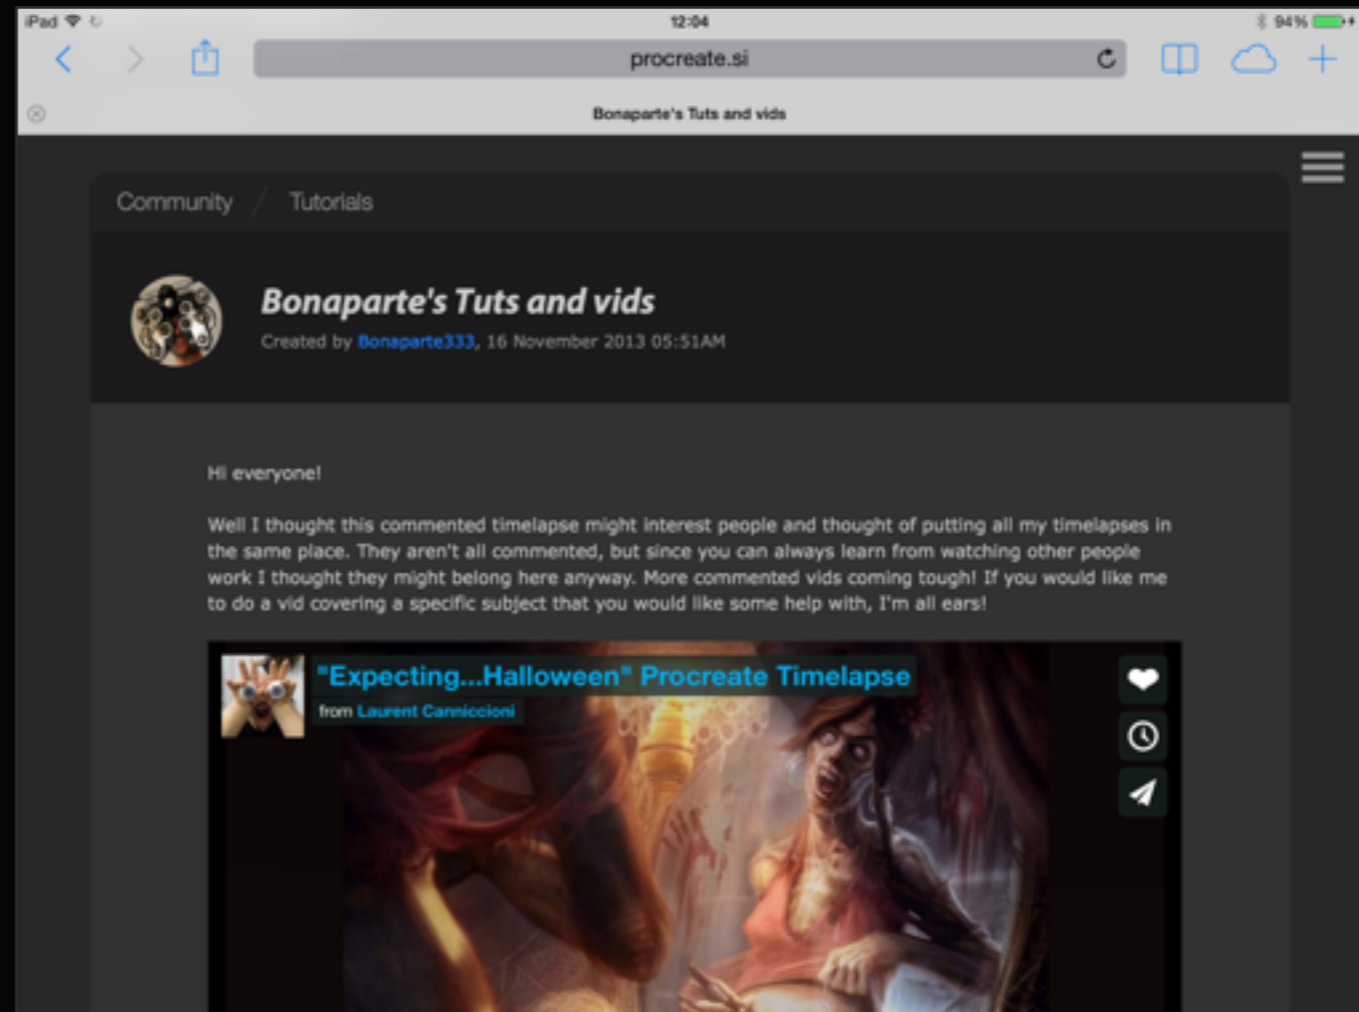 iPad 12:04 94%
procreate.si
Bonaparte's Tuts and vids
Community / Tutorials
Bonaparte's Tuts and vids
Created by Bonaparte333, 16 November 2013 05:51AM
Hi everyone!
Well I thought this commented timelapse might interest people and thought of putting all my timelapses in
the same place. They aren't all commented, but since you can always learn from watching other people
work I thought they might belong here anyway. More commented vids coming tough! If you would like me
to do a vid covering a specific subject that you would like some help with, I'm all ears!
"Expecting...Halloween" Procreate Timelapse
from Laurent Canniccioni